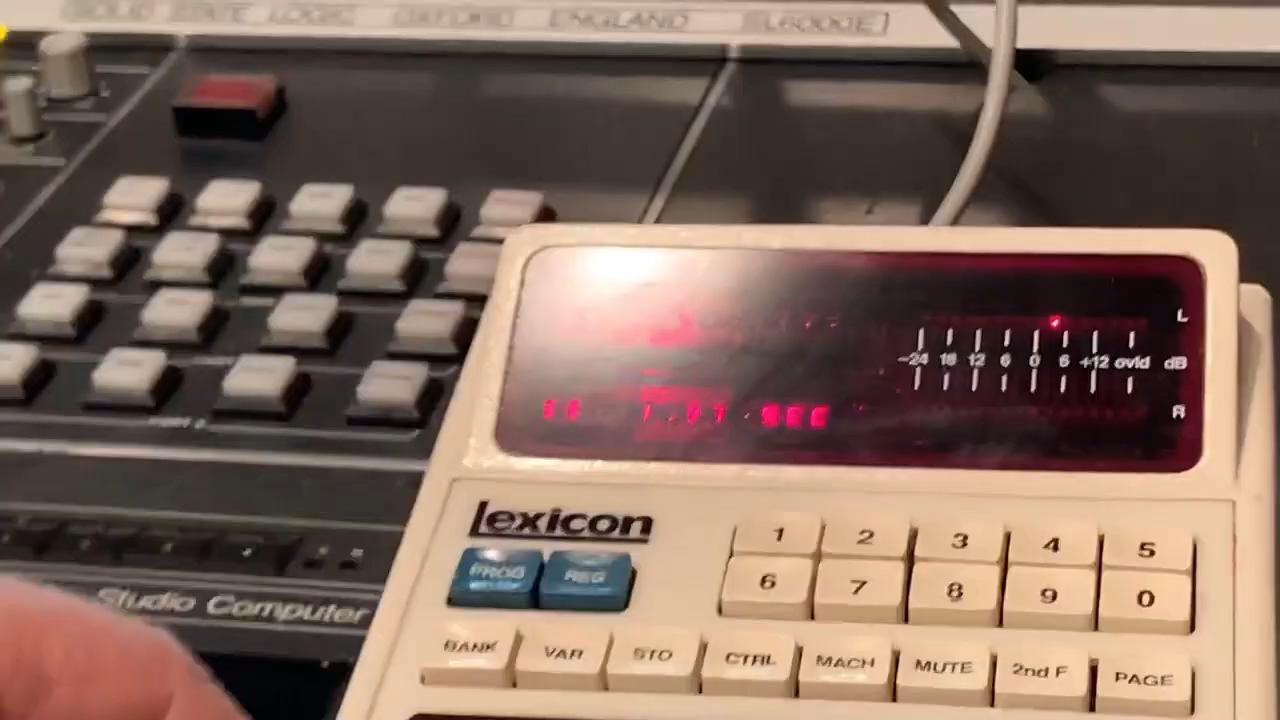 SOLID STATE LOGIC OXFORD ENGLAND SL6000E
L
-24 18 12 6 0 6 +12 ovld dB
R
SEC
lexicon
1 2 3 4 5
PROG REG
6 7 8 9 0
Studio Computer
BANK VAR STO CTRL MACH MUTE 2nd F PAGE